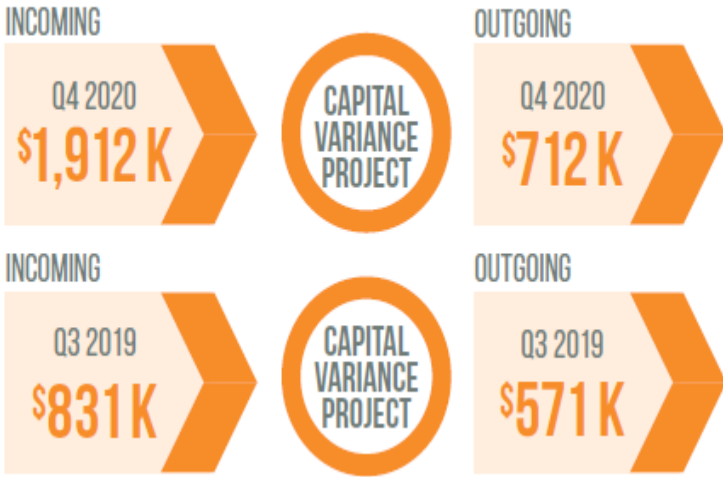 INCOMING
Q4 2020
$1,912 K
CAPITAL
VARIANCE
PROJECT
OUTGOING
Q4 2020
$712 K
INCOMING
Q3 2019
$831 K
CAPITAL
VARIANCE
PROJECT
OUTGOING
Q3 2019
$571 K